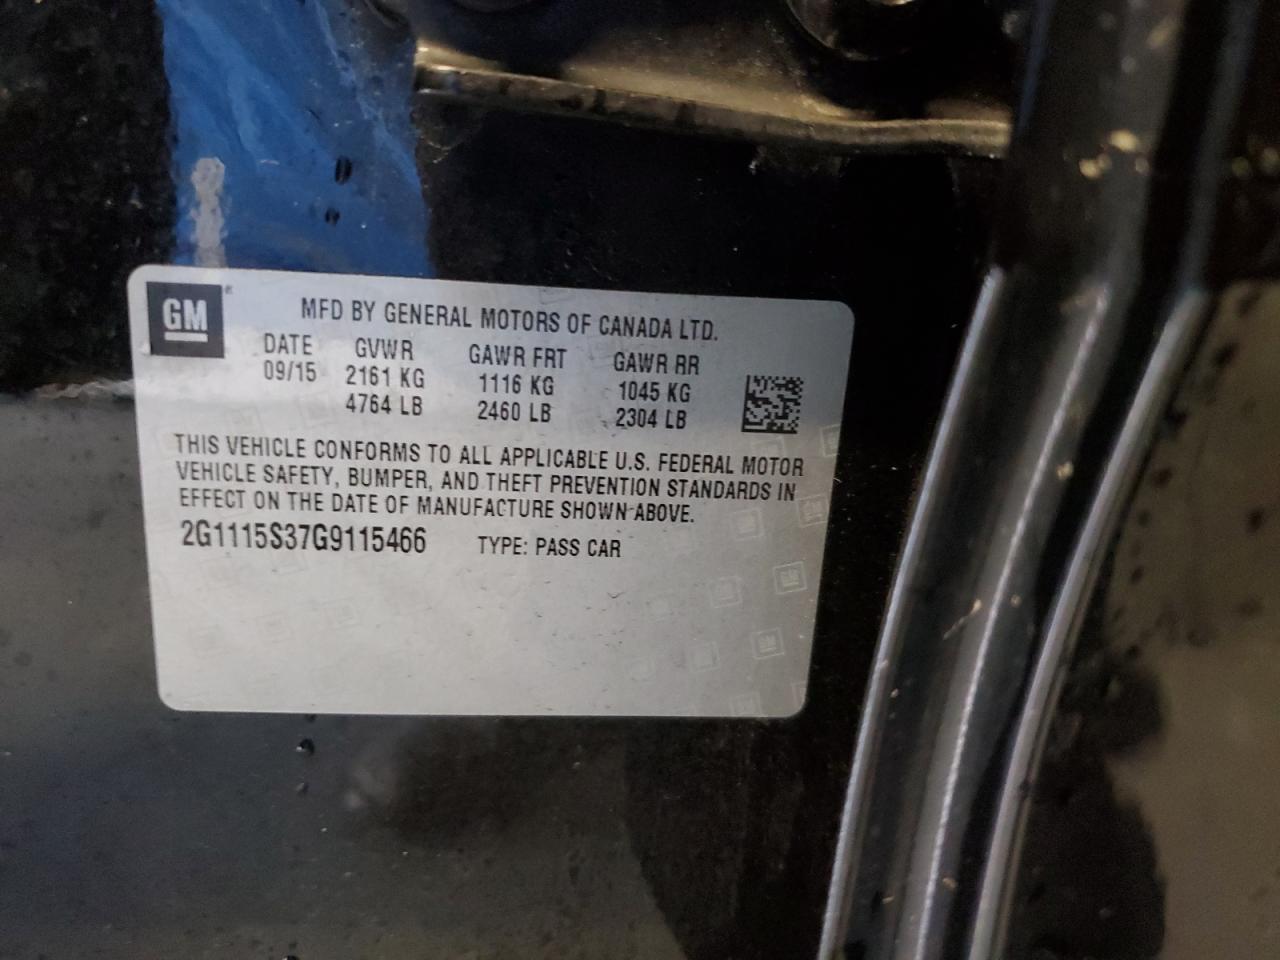 GM
MFD BY GENERAL MOTORS OF CANADA LTD.
DATE GVWR GAWR FRT GAWR RR
09/15 2161 KG 1116 KG 1045 KG
4764 LB 2460 LB 2304 LB
THIS VEHICLE CONFORMS TO ALL APPLICABLE U.S. FEDERAL MOTOR
VEHICLE SAFETY, BUMPER, AND THEFT PREVENTION STANDARDS IN
EFFECT ON THE DATE OF MANUFACTURE SHOWN ABOVE.
2G1115S37G9115466 TYPE: PASS CAR